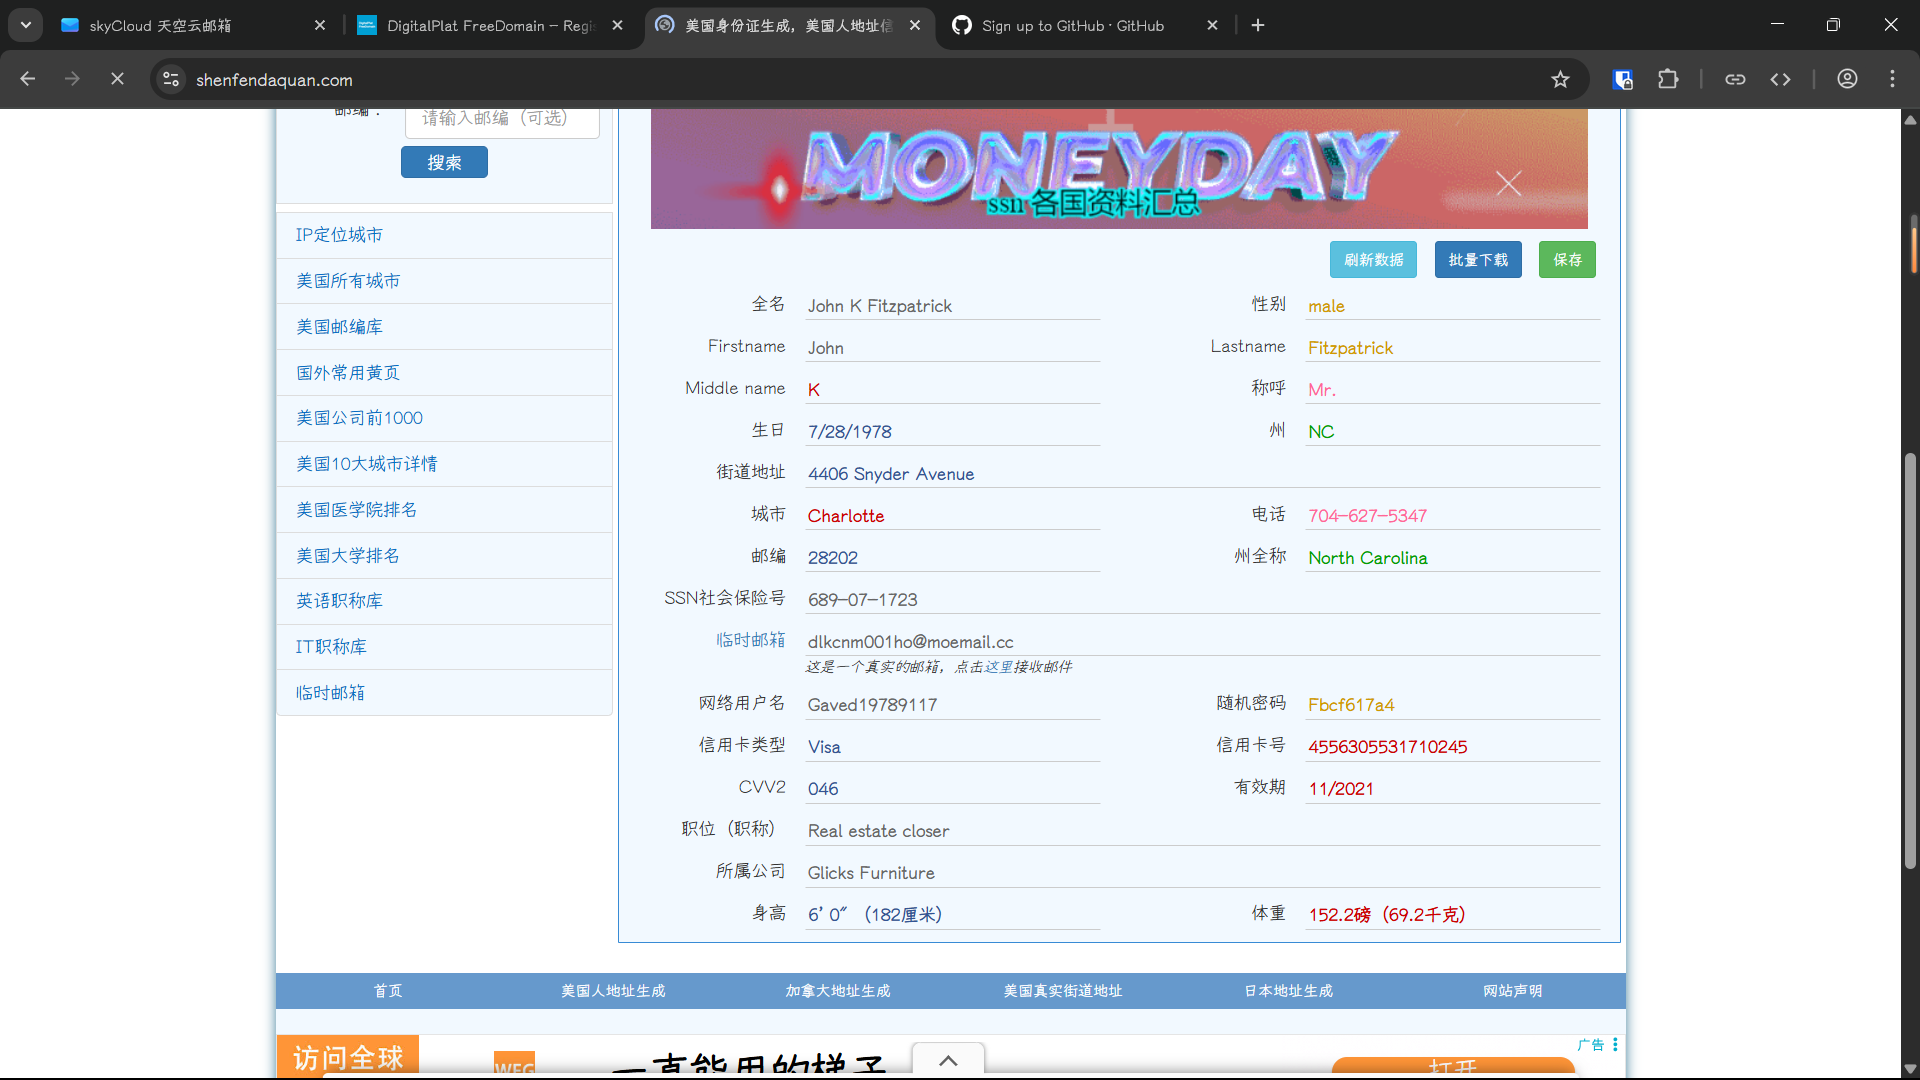 skyCloud 天空云邮箱
DigitalPlat FreeDomain – Regi
美国身份证生成，美国人地址信
Sign up to GitHub · GitHub
shenfendaquan.com
邮编：
请输入邮编（可选）
搜索
MONEYDAY
ssn 各国资料汇总
IP定位城市
美国所有城市
美国邮编库
国外常用黄页
美国公司前1000
美国10大城市详情
美国医学院排名
美国大学排名
英语职称库
IT职称库
临时邮箱
刷新数据 批量下载 保存
全名 John K Fitzpatrick 性别 male
Firstname John Lastname Fitzpatrick
Middle name K 称呼 Mr.
生日 7/28/1978 州 NC
街道地址 4406 Snyder Avenue
城市 Charlotte 电话 704-627-5347
邮编 28202 州全称 North Carolina
SSN社会保险号 689-07-1723
临时邮箱 dlkcnm001ho@moemail.cc
这是一个真实的邮箱，点击这里接收邮件
网络用户名 Gaved19789117 随机密码 Fbcf617a4
信用卡类型 Visa 信用卡号 4556305531710245
CVV2 046 有效期 11/2021
职位（职称） Real estate closer
所属公司 Glicks Furniture
身高 6' 0" （182厘米） 体重 152.2磅（69.2千克）
首页 美国人地址生成 加拿大地址生成 美国真实街道地址 日本地址生成 网站声明
广告
访问全球
WEG
一直能用的梯子
打开